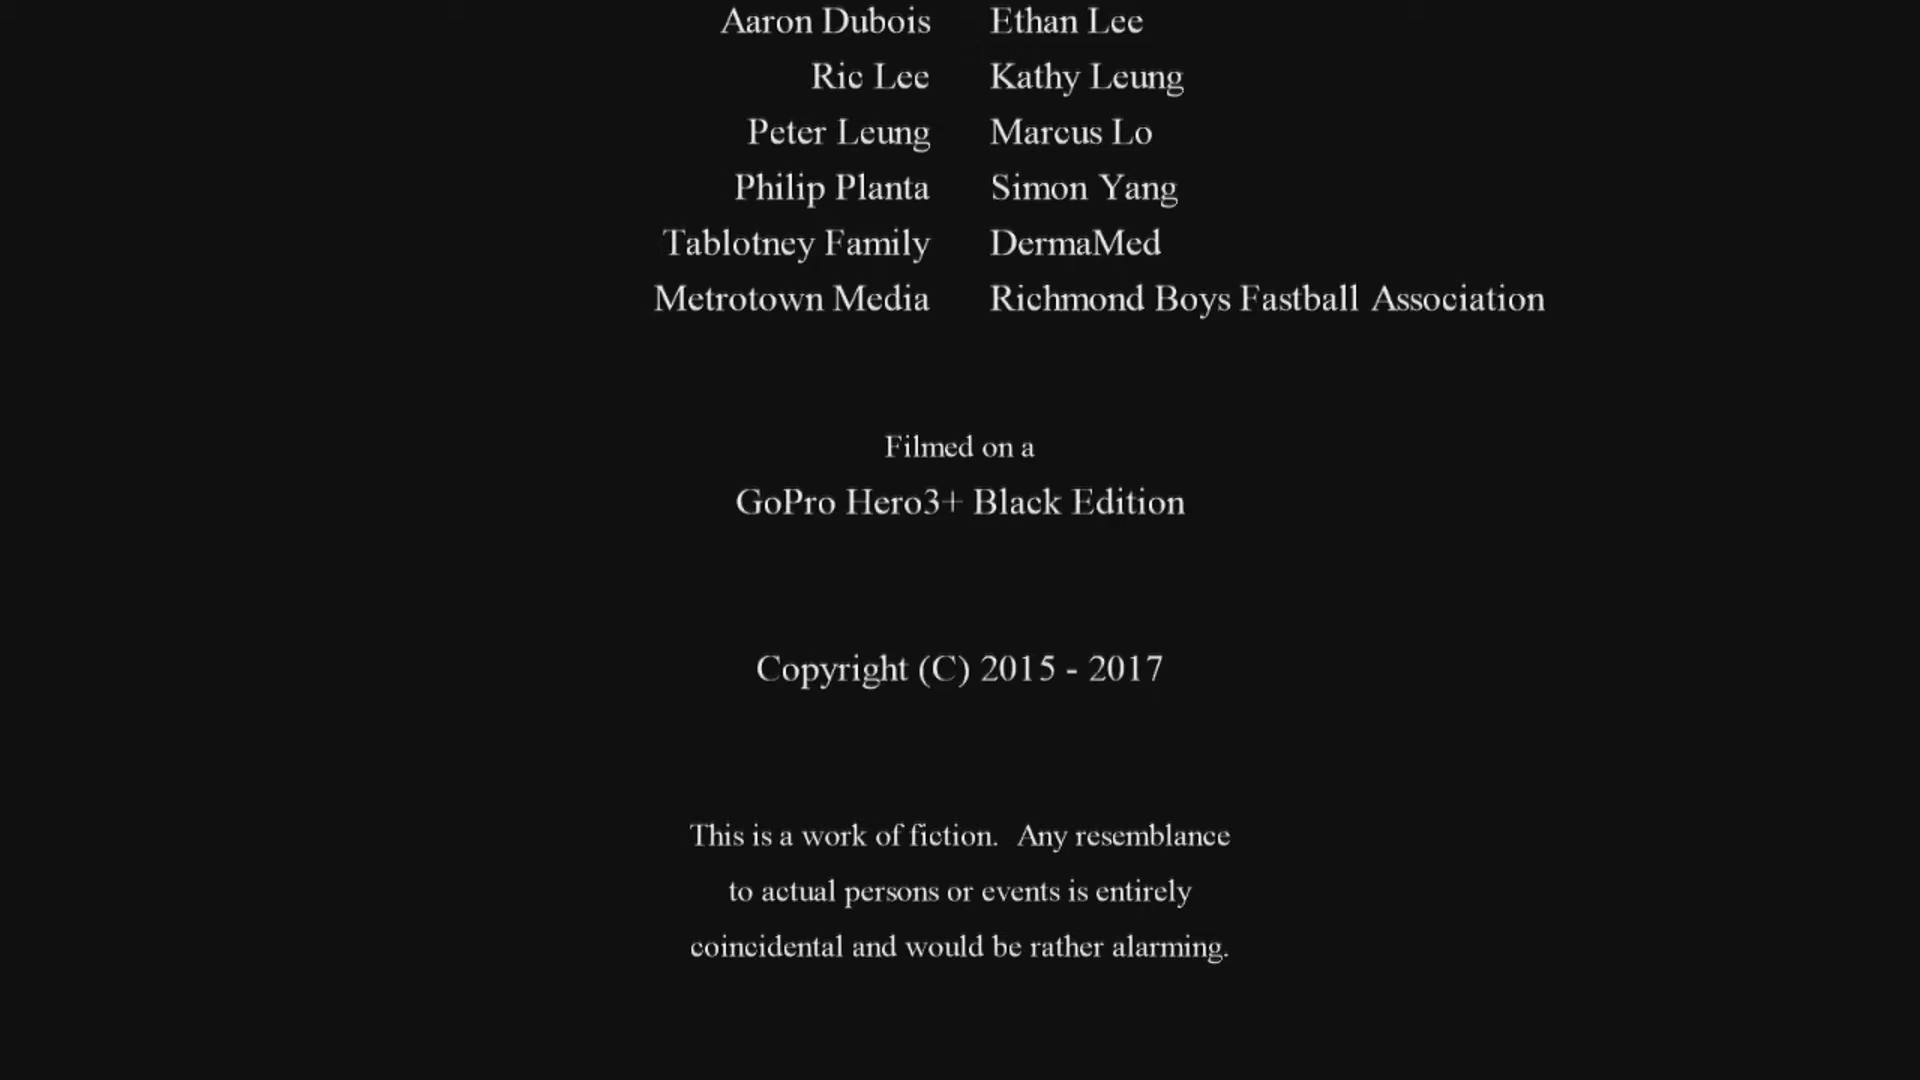 Aaron Dubois Ethan Lee
Ric Lee Kathy Leung
Peter Leung Marcus Lo
Philip Planta Simon Yang
Tablotney Family DermaMed
Metrotown Media Richmond Boys Fastball Association
Filmed on a
GoPro Hero3+ Black Edition
Copyright (C) 2015 - 2017
This is a work of fiction.  Any resemblance
to actual persons or events is entirely
coincidental and would be rather alarming.